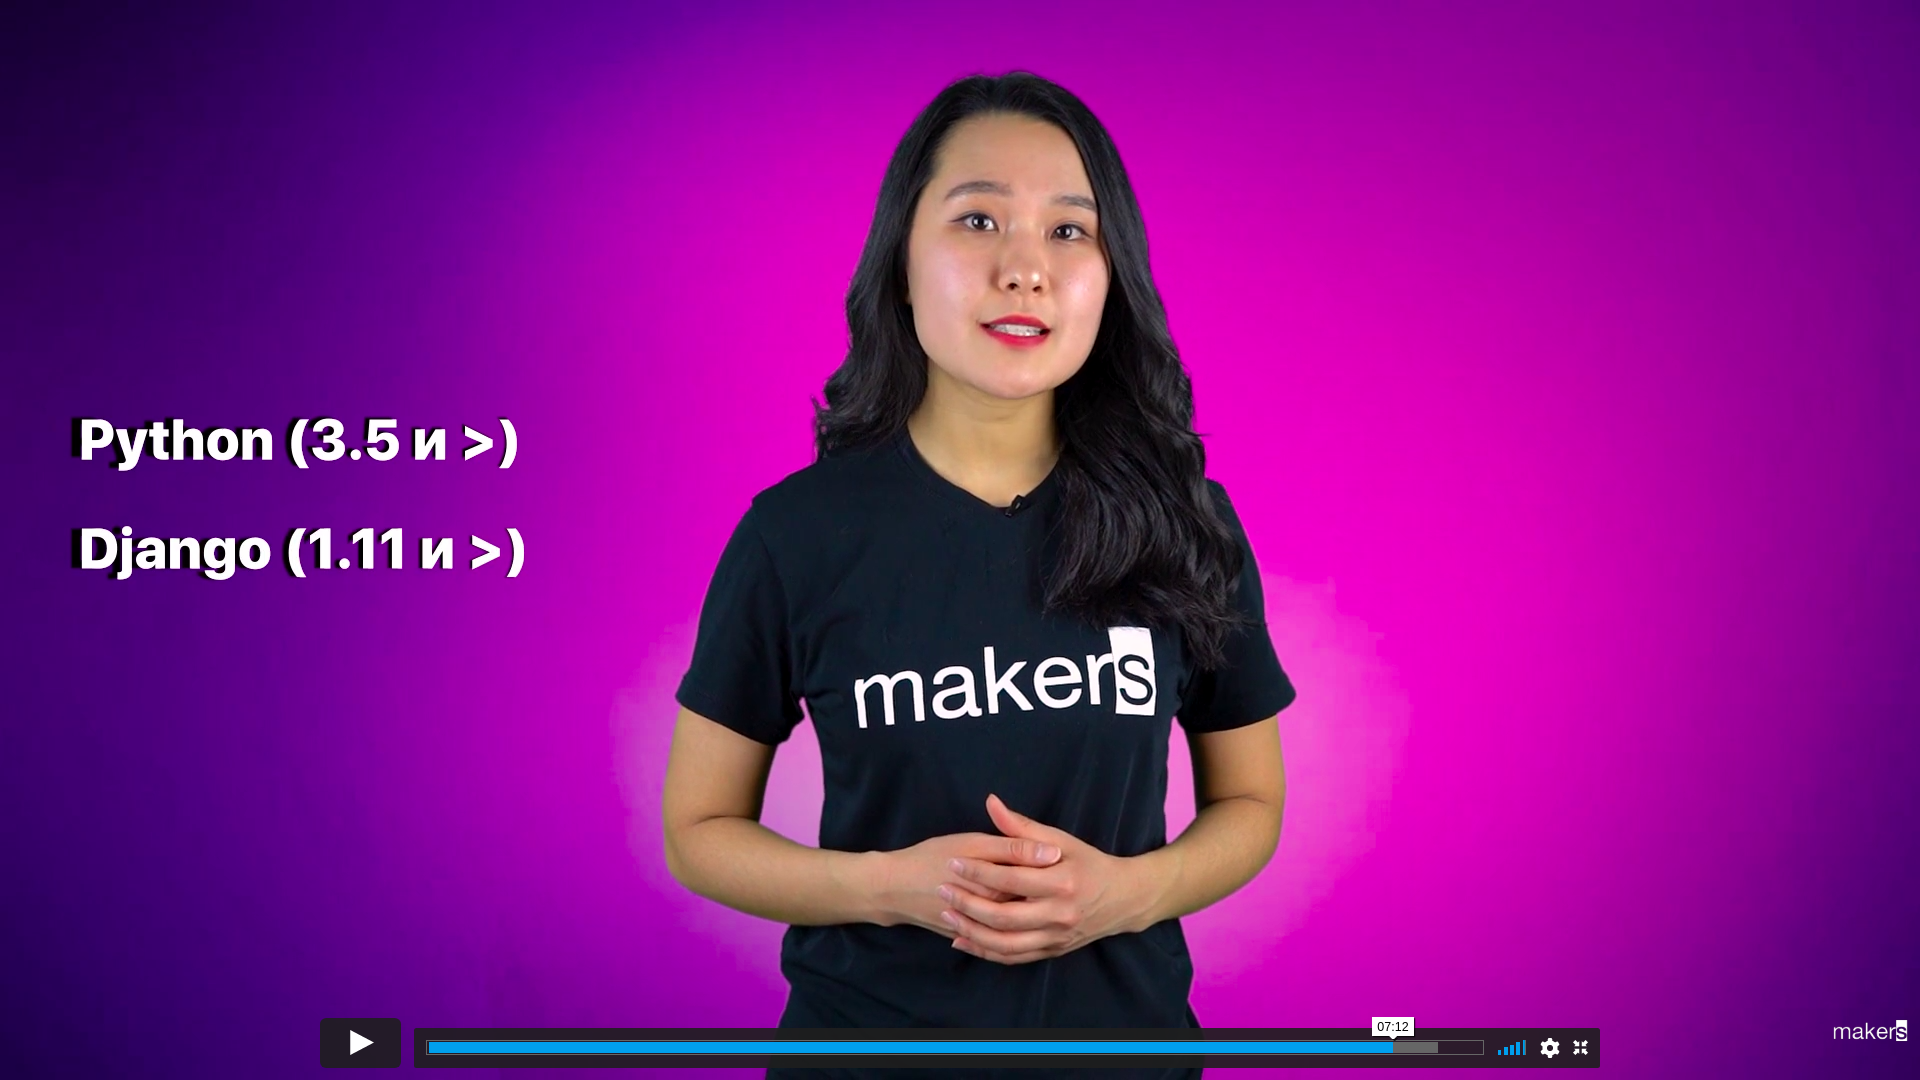 Python (3.5 и >)
Django (1.11 и >)
makers
07:12
makers